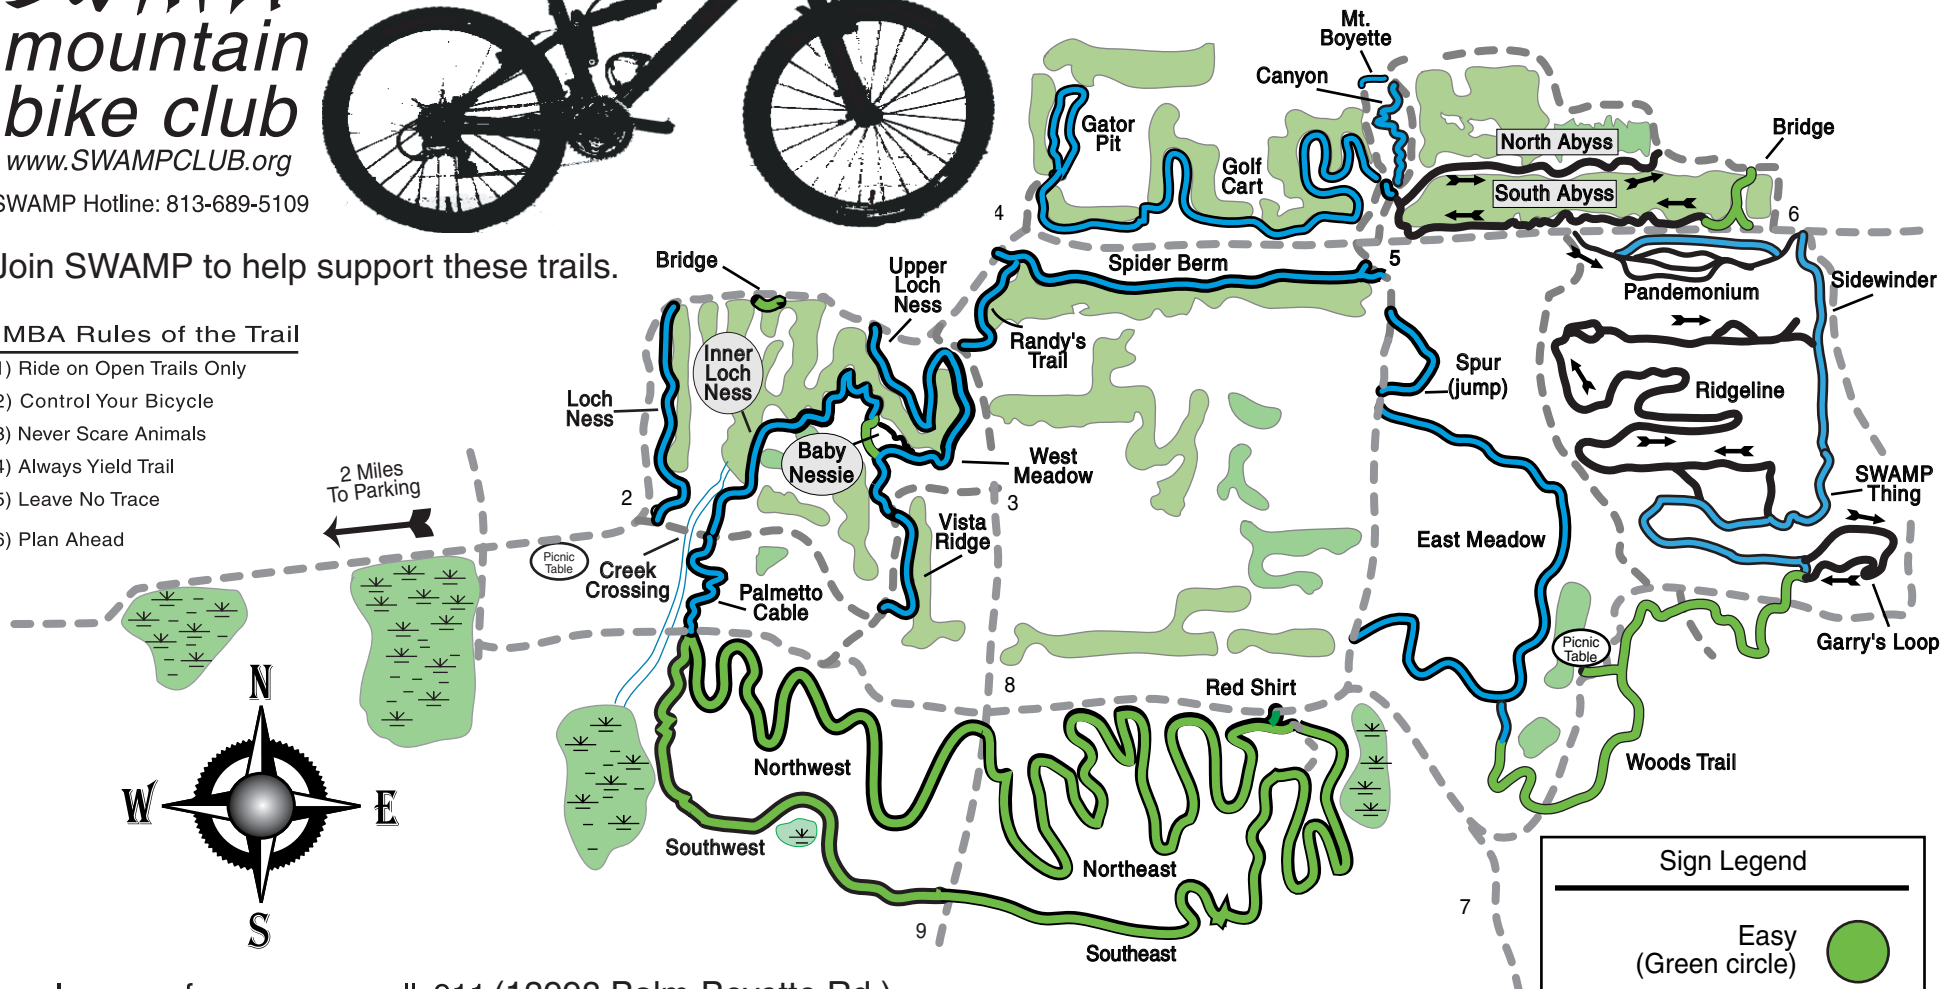 mountain
bike club
www.SWAMPCLUB.org
SWAMP Hotline: 813-689-5109
Join SWAMP to help support these trails.
MBA Rules of the Trail
1) Ride on Open Trails Only
2) Control Your Bicycle
3) Never Scare Animals
4) Always Yield Trail
5) Leave No Trace
6) Plan Ahead
2 Miles
To Parking
Mt.
Boyette
Canyon
Gator
Pit
Golf
Cart
North Abyss
South Abyss
Bridge
4
6
5
Bridge
Upper
Loch
Ness
Spider Berm
Sidewinder
Pandemonium
Randy's
Trail
Inner
Loch
Ness
Loch
Ness
Spur
(jump)
Ridgeline
Baby
Nessie
West
Meadow
SWAMP
Thing
2
3
Vista
Ridge
East Meadow
Picnic
Table
Creek
Crossing
Palmetto
Cable
Picnic
Table
Garry's Loop
N
W
E
S
8
Red Shirt
Northwest
Woods Trail
Southwest
Northeast
9
Southeast
7
Sign Legend
Easy
(Green circle)